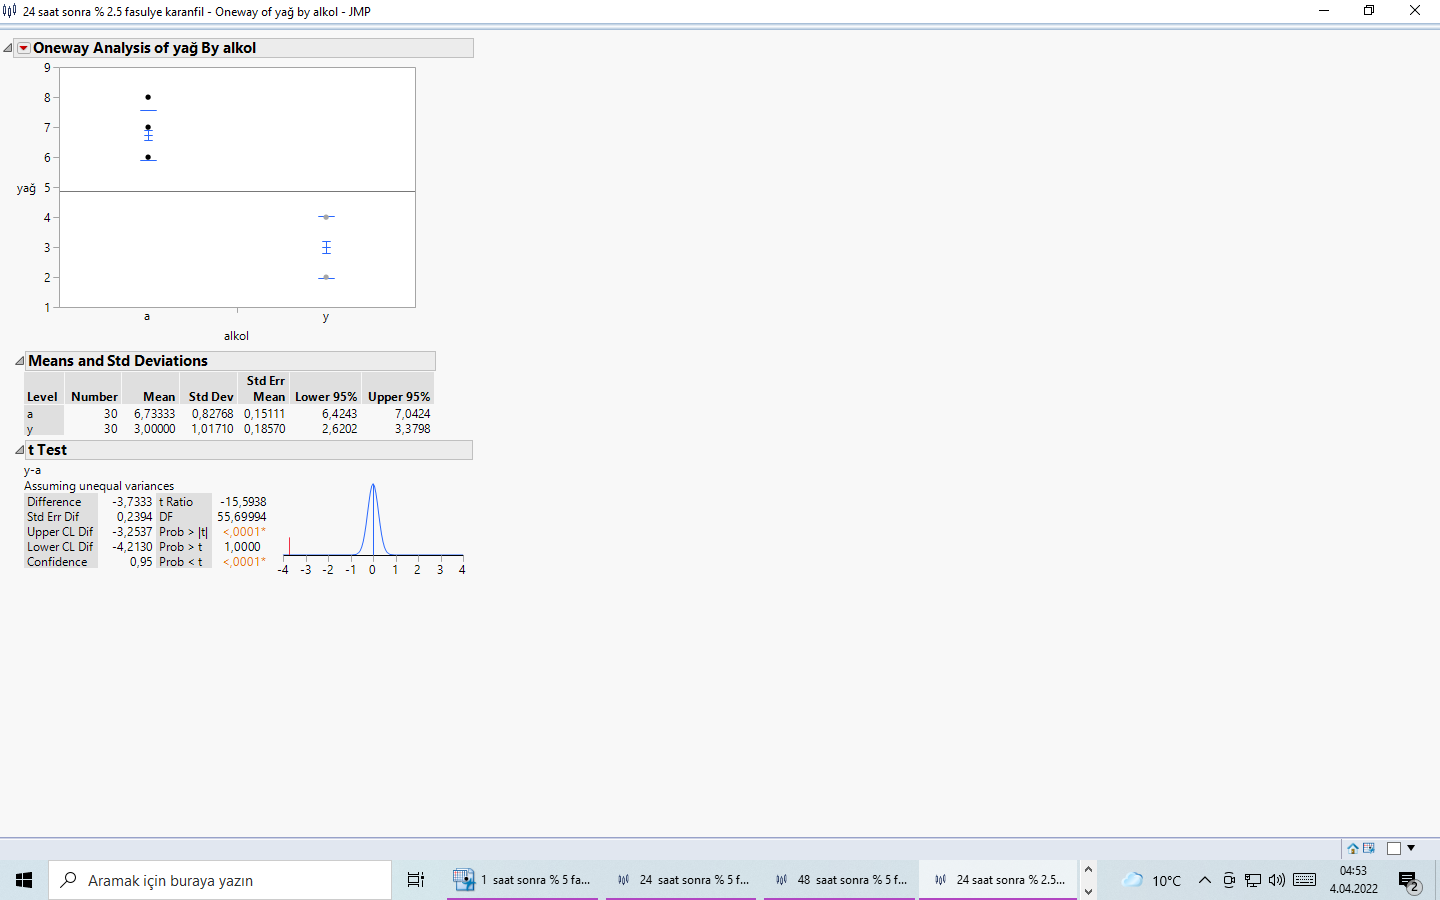 24 saat sonra % 2.5 fasulye karanfil - Oneway of yağ by alkol - JMP
Oneway Analysis of yağ By alkol
9
8
7
6
yağ 5
4
3
2
1
a y
alkol
Means and Std Deviations
Std Err
Level Number Mean Std Dev Mean Lower 95% Upper 95%
a 30 6,73333 0,82768 0,15111 6,4243 7,0424
y 30 3,00000 1,01710 0,18570 2,6202 3,3798
t Test
y-a
Assuming unequal variances
Difference -3,7333 t Ratio -15,5938
Std Err Dif 0,2394 DF 55,69994
Upper CL Dif -3,2537 Prob > |t| <,0001*
Lower CL Dif -4,2130 Prob > t 1,0000
Confidence 0,95 Prob < t <,0001*
-4 -3 -2 -1 0 1 2 3 4
Aramak için buraya yazın
1 saat sonra % 5 fa...
24 saat sonra % 5 f...
48 saat sonra % 5 f...
24 saat sonra % 2.5...
10°C
04:53
4.04.2022
2